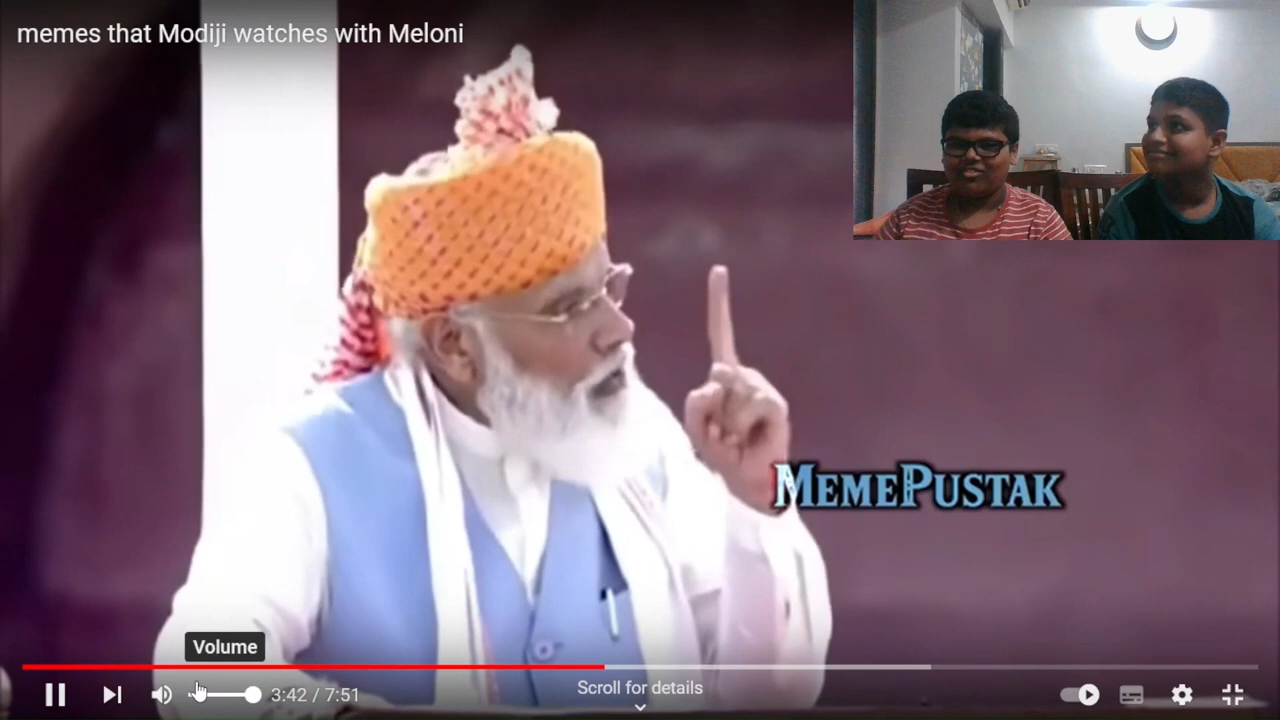 memes that Modiji watches with Meloni
MEMEPUSTAK
Volume
3:42 / 7:51
Scroll for details